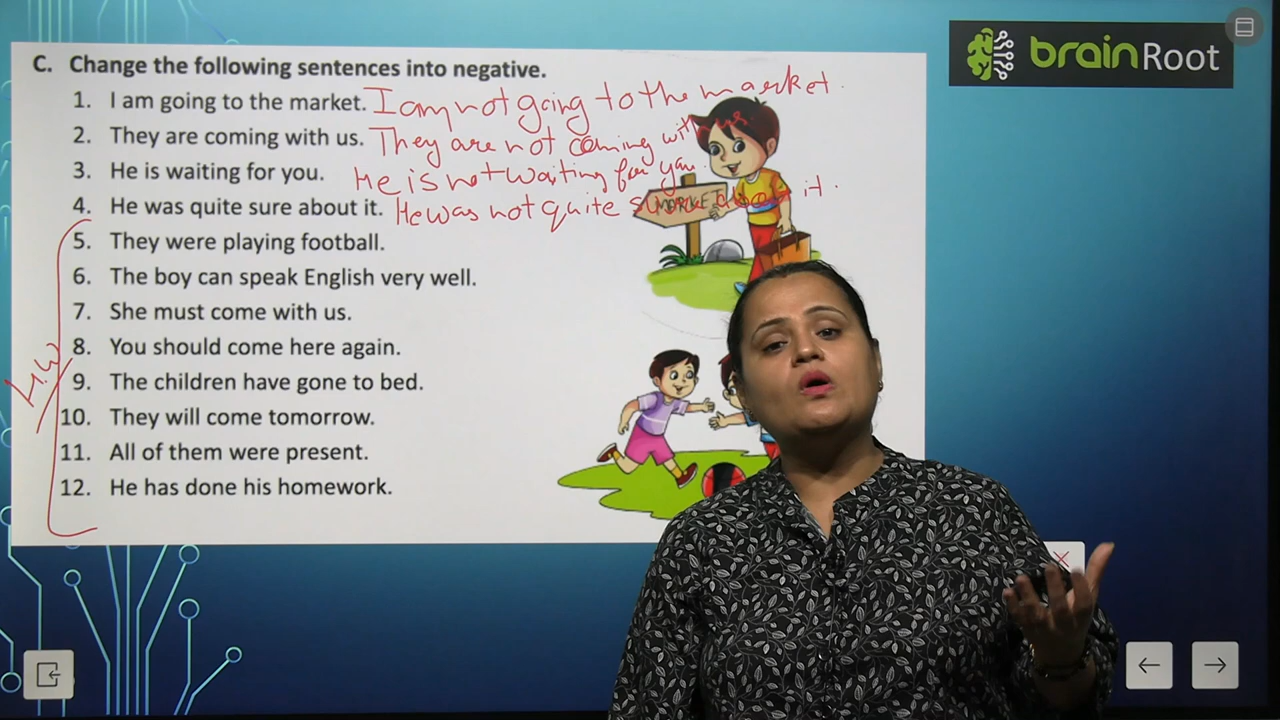 brainRoot
C. Change the following sentences into negative.
1. I am going to the market. I am not going to the market.
2. They are coming with us. They are not coming with us
3. He is waiting for you. He is not waiting for you.
4. He was quite sure about it. He was not quite sure about it.
MARKET
5. They were playing football.
6. The boy can speak English very well.
7. She must come with us.
8. You should come here again.
H.W
9. The children have gone to bed.
10. They will come tomorrow.
11. All of them were present.
12. He has done his homework.